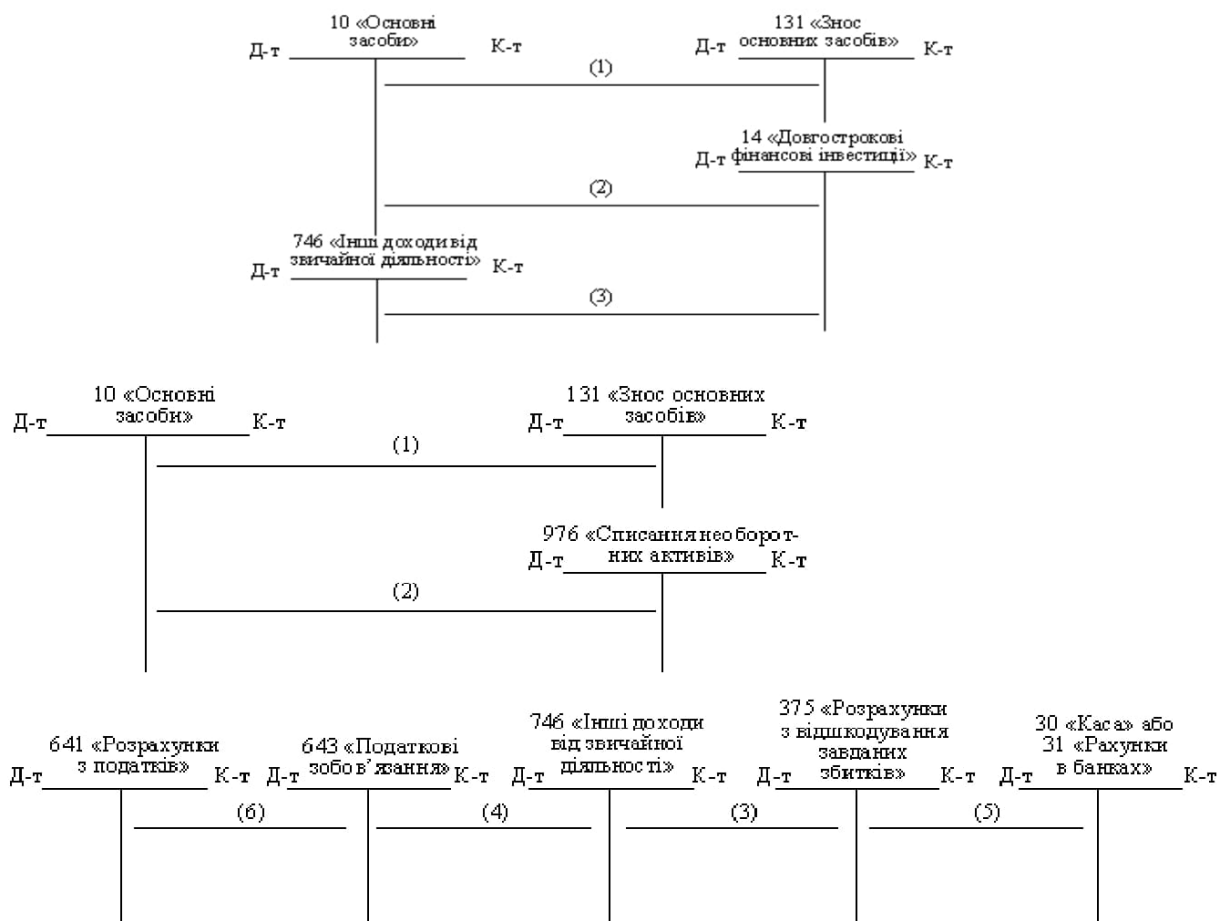 10 «Основні
засоби»
131 «Знос
основних засобів»
Д-т К-т Д-т К-т
(1)
14 «Довгострокові
фінансові інвестиції»
Д-т К-т
(2)
746 «Інші доходи від
звичайної діяльності»
Д-т К-т
(3)
10 «Основні
засоби»
131 «Знос основних
засобів»
Д-т К-т Д-т К-т
(1)
976 «Списання необорот-
них активів»
Д-т К-т
(2)
641 «Розрахунки
з податків»
Д-т К-т
643 «Податкові
зобов’язання»
Д-т К-т
746 «Інші доходи
від звичайної
діяльності»
Д-т К-т
375 «Розрахунки
з відшкодування
завданих
збитків»
Д-т К-т
30 «Каса» або
31 «Рахунки
в банках»
Д-т К-т
(6) (4) (3) (5)